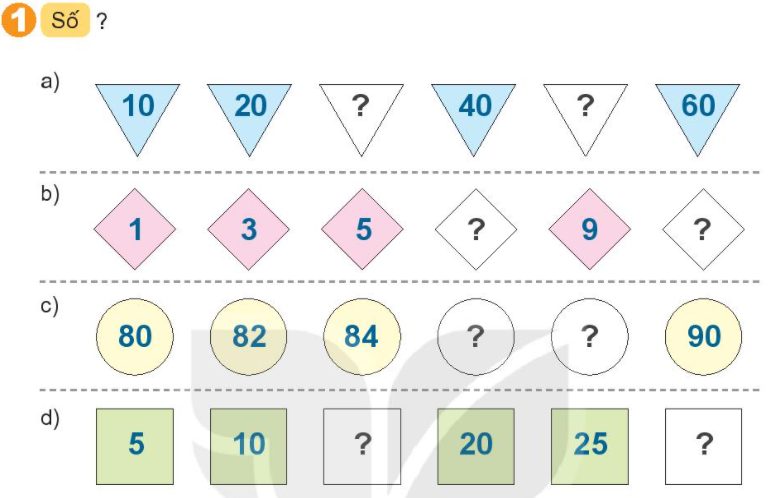 1 Số ?
a) 10 20 ? 40 ? 60
b) 1 3 5 ? 9 ?
c) 80 82 84 ? ? 90
d) 5 10 ? 20 25 ?